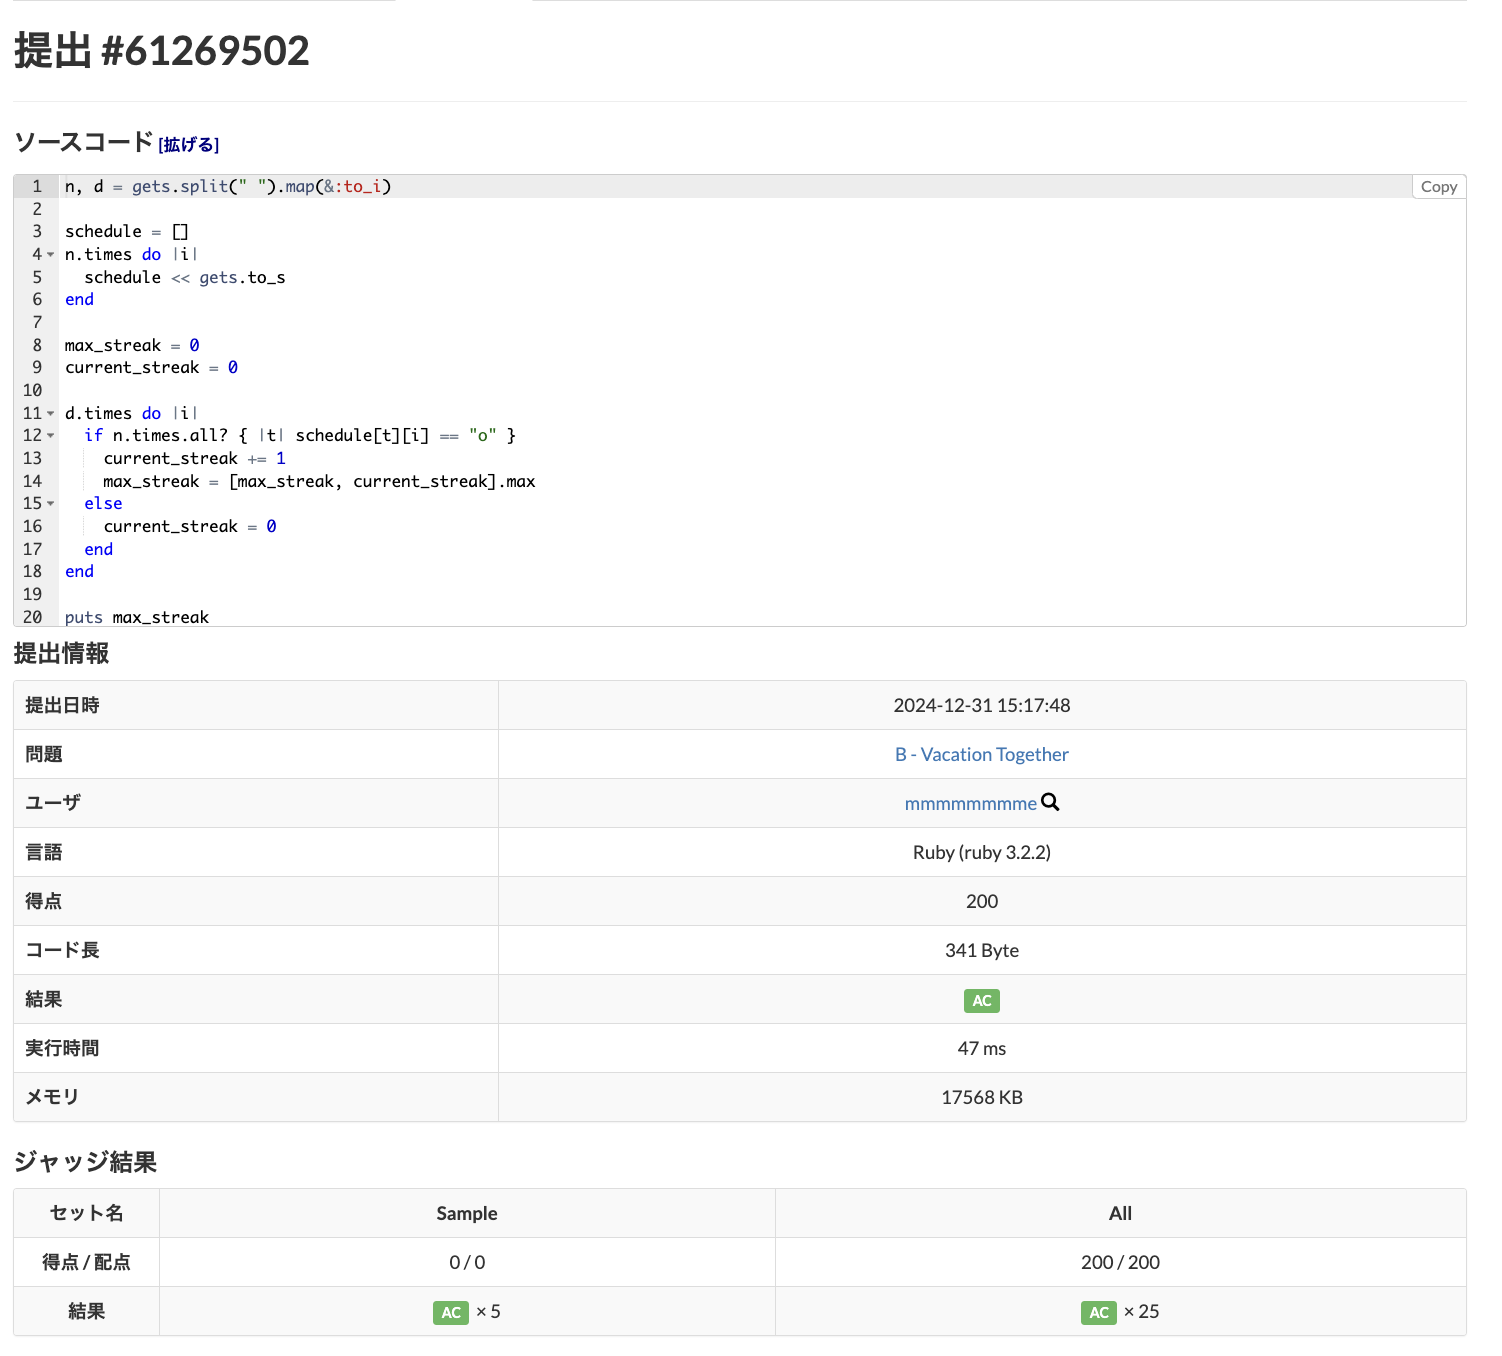 提出 #61269502
ソースコード [拡げる]
Copy
1 n, d = gets.split(" ").map(&:to_i)
2
3 schedule = []
4 n.times do |i|
5   schedule << gets.to_s
6 end
7
8 max_streak = 0
9 current_streak = 0
10
11 d.times do |i|
12   if n.times.all? { |t| schedule[t][i] == "o" }
13     current_streak += 1
14     max_streak = [max_streak, current_streak].max
15   else
16     current_streak = 0
17   end
18 end
19
20 puts max_streak
提出情報
提出日時 2024-12-31 15:17:48
問題 B - Vacation Together
ユーザ mmmmmmmmme
言語 Ruby (ruby 3.2.2)
得点 200
コード長 341 Byte
結果 AC
実行時間 47 ms
メモリ 17568 KB
ジャッジ結果
セット名 Sample All
得点 / 配点 0 / 0 200 / 200
結果 AC × 5 AC × 25